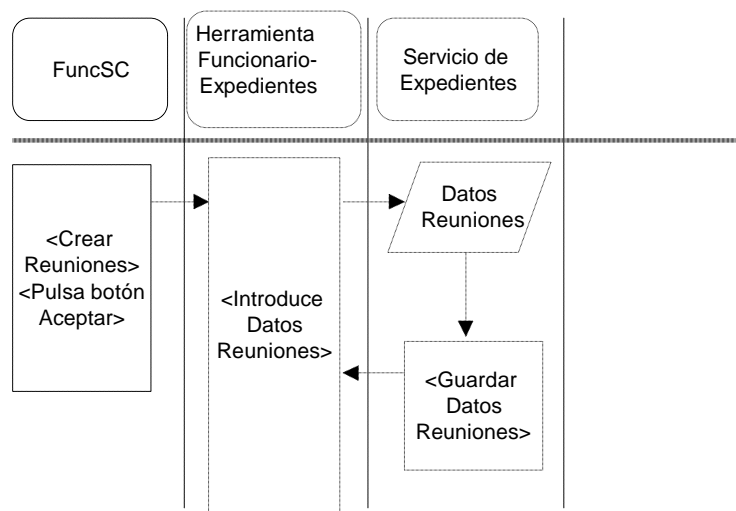 FuncSC
Herramienta
Funcionario-
Expedientes
Servicio de
Expedientes
<Crear
Reuniones>
<Pulsa botón
Aceptar>
<Introduce
Datos
Reuniones>
Datos
Reuniones
<Guardar
Datos
Reuniones>